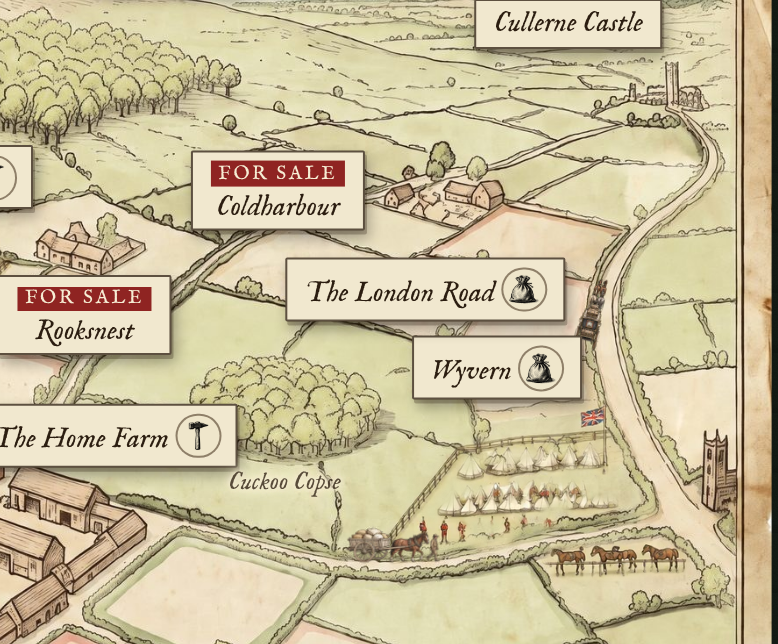 Cullerne Castle
FOR SALE
Coldharbour
The London Road
FOR SALE
Rooksnest
Wyvern
The Home Farm
Cuckoo Copse